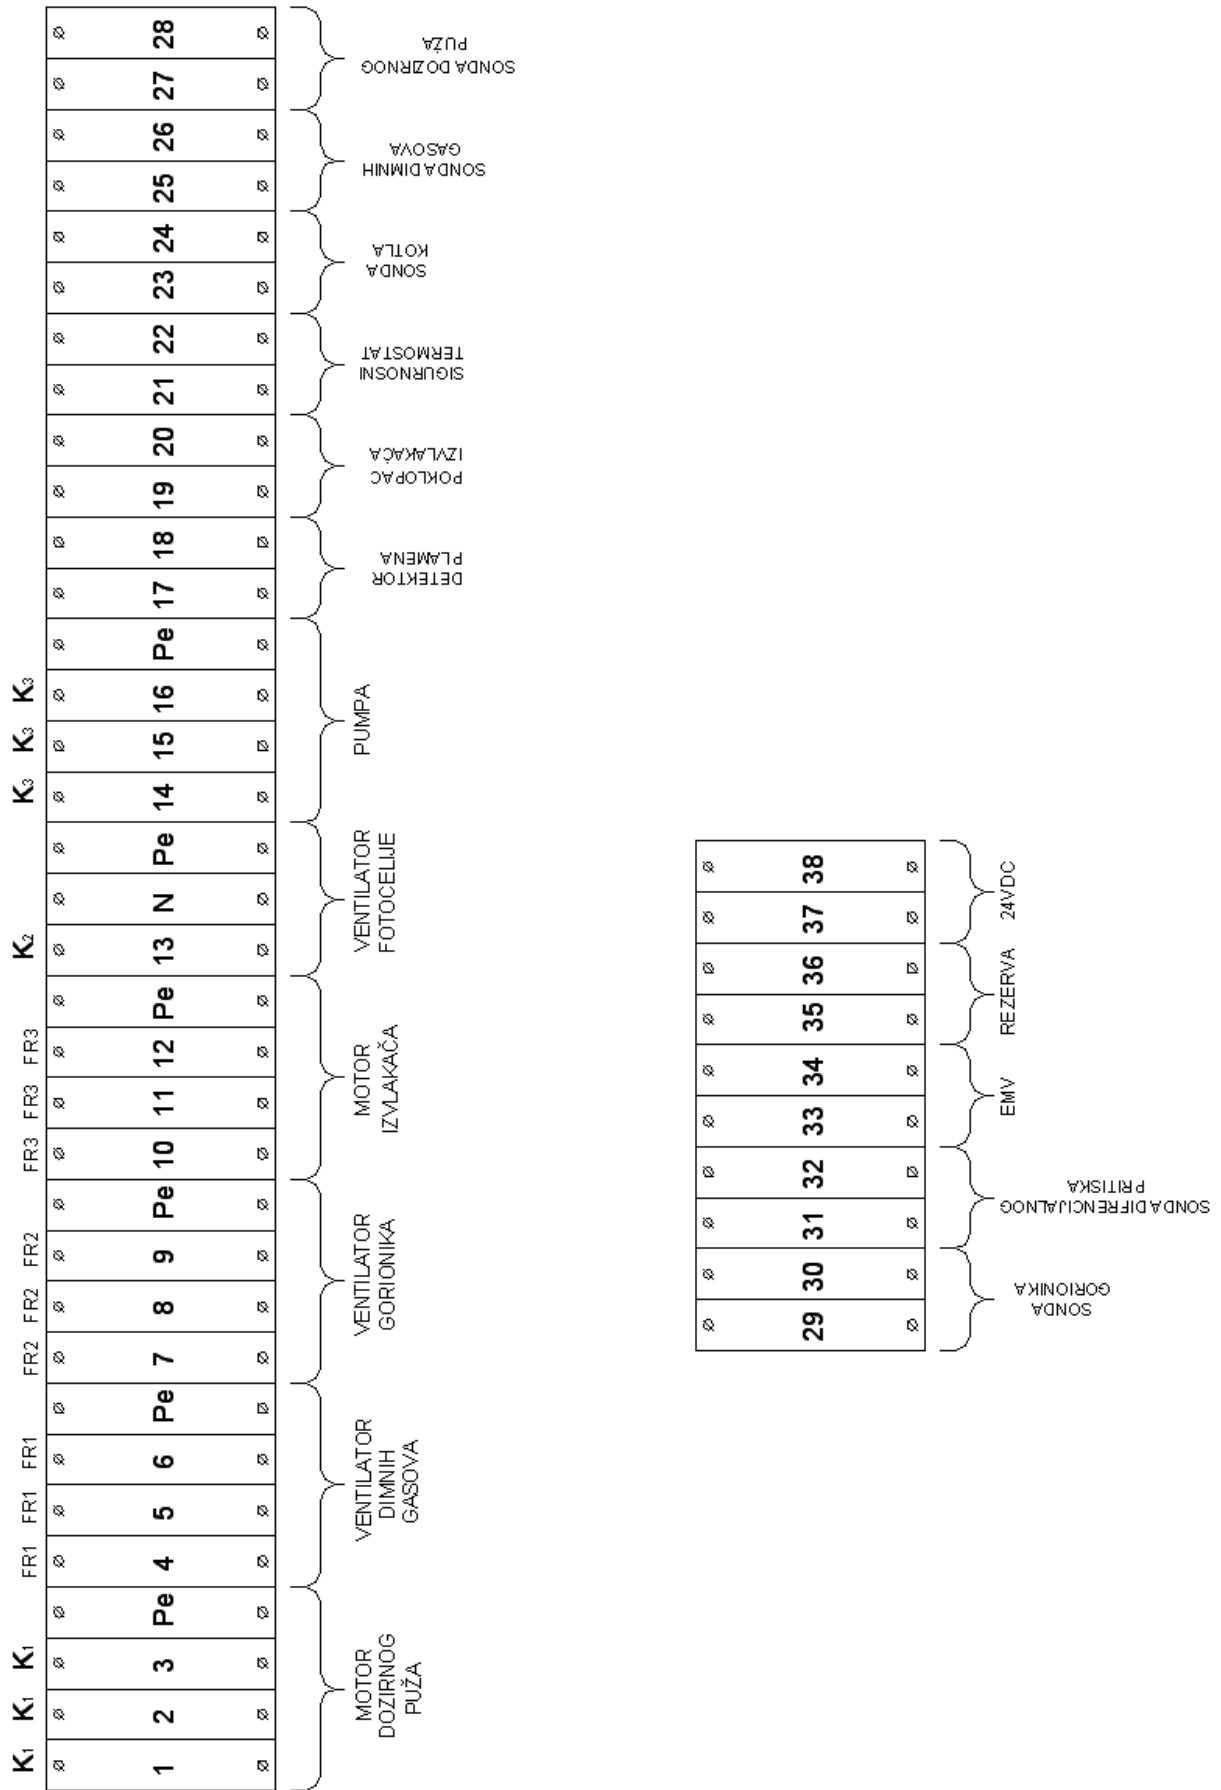 K1 K1 K1 FR1 FR1 FR1 FR2 FR2 FR2 FR3 FR3 FR3 K2 K3 K3 K3
1 2 3 Pe 4 5 6 Pe 7 8 9 Pe 10 11 12 Pe 13 N Pe 14 15 16 Pe 17 18 19 20 21 22 23 24 25 26 27 28
MOTOR
DOZIRNOG
PUŽA
VENTILATOR
DIMNIH
GASOVA
VENTILATOR
GORIONIKA
MOTOR
IZVLAKAČA
VENTILATOR
FOTOCELIJE
PUMPA
DETEKTOR
PLAMENA
POKLOPAC
IZVLAKAČA
SIGURNOSNI
TERMOSTAT
SONDA
KOTLA
SONDA DIMNIH
GASOVA
SONDA DOZIRNOG
PUŽA
29 30 31 32 33 34 35 36 37 38
SONDA
GORIONIKA
SONDA DIFRENCIJALNOG
PRITISKA
EMV
REZERVA
24VDC